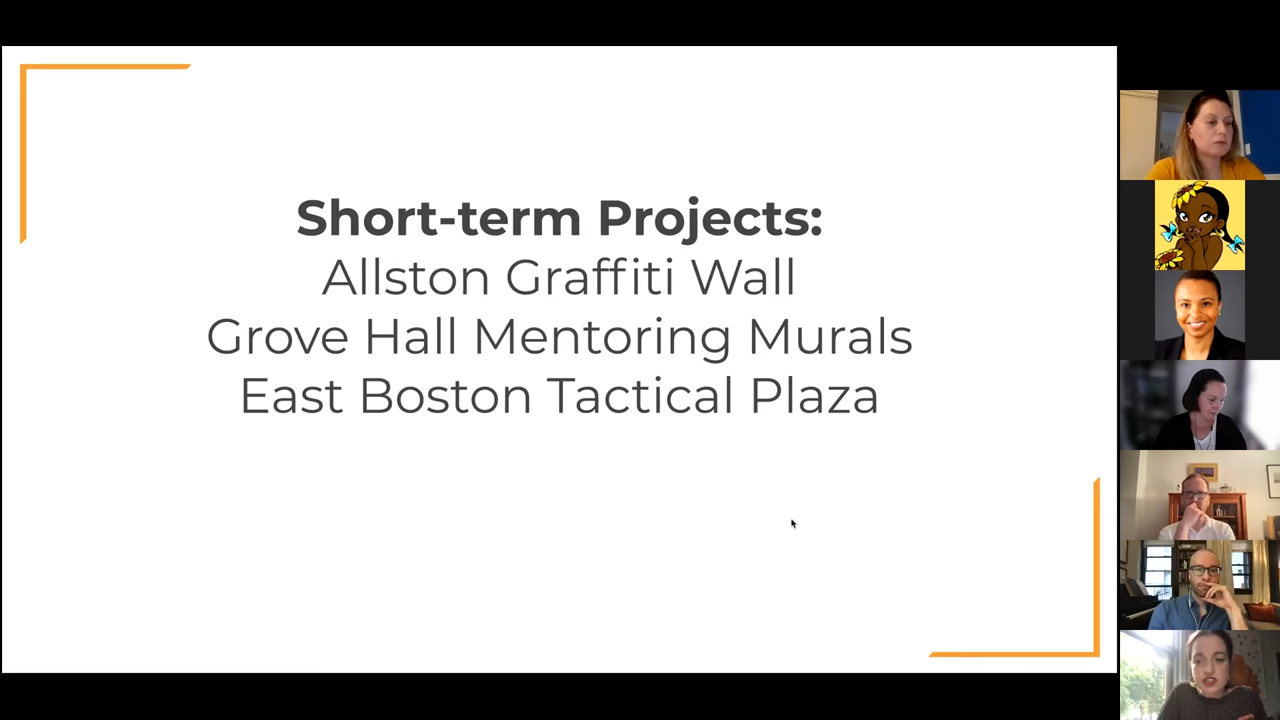 Short-term Projects:
Allston Graffiti Wall
Grove Hall Mentoring Murals
East Boston Tactical Plaza